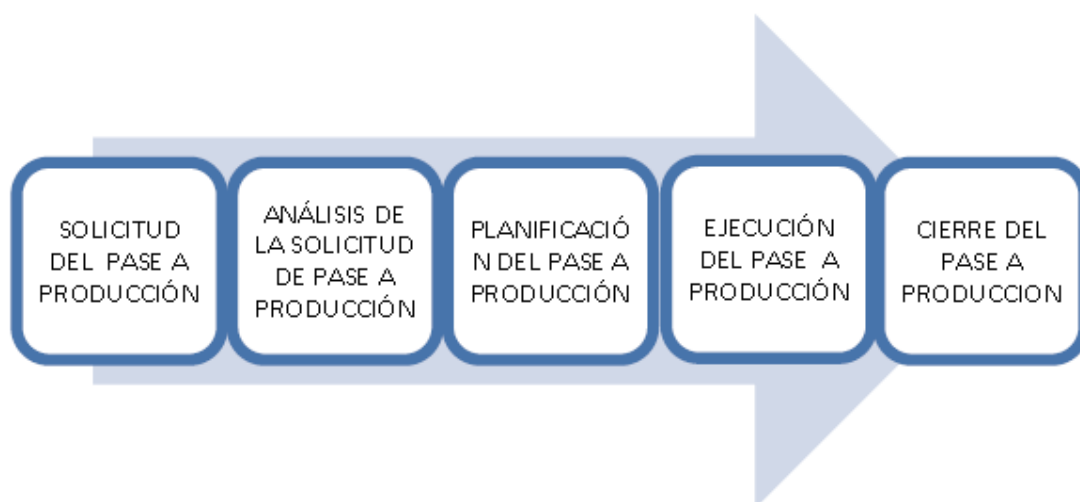 SOLICITUD
DEL PASE A
PRODUCCIÓN
ANÁLISIS DE
LA SOLICITUD
DE PASE A
PRODUCCIÓN
PLANIFICACIÓ
N DEL PASE A
PRODUCCIÓN
EJECUCIÓN
DEL PASE A
PRODUCCIÓN
CIERRE DEL
PASE A
PRODUCCION